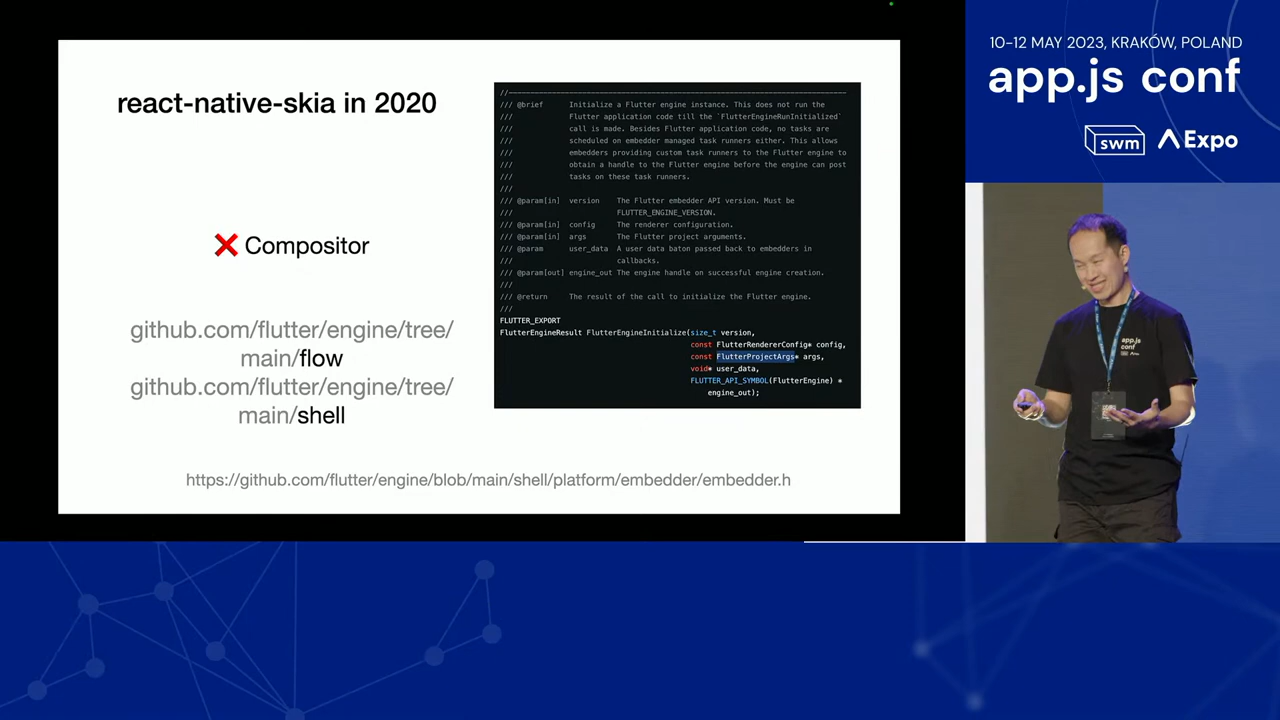 react-native-skia in 2020
❌ Compositor
github.com/flutter/engine/tree/
main/flow
github.com/flutter/engine/tree/
main/shell
//------------------------------------------------------------------------------
/// @brief Initialize a Flutter engine instance. This does not run the
/// Flutter application code till the `FlutterEngineRunInitialized`
/// call is made. Besides Flutter application code, no tasks are
/// scheduled on embedder managed task runners either. This allows
/// embedders providing custom task runners to the Flutter engine to
/// obtain a handle to the Flutter engine before the engine can post
/// tasks on these task runners.
///
/// @param[in] version The Flutter embedder API version. Must be
/// FLUTTER_ENGINE_VERSION.
/// @param[in] config The renderer configuration.
/// @param[in] args The Flutter project arguments.
/// @param user_data A user data baton passed back to embedders in
/// callbacks.
/// @param[out] engine_out The engine handle on successful engine creation.
///
/// @return The result of the call to initialize the Flutter engine.
///
FLUTTER_EXPORT
FlutterEngineResult FlutterEngineInitialize(size_t version,
const FlutterRendererConfig* config,
const FlutterProjectArgs* args,
void* user_data,
FLUTTER_API_SYMBOL(FlutterEngine) *
engine_out);
https://github.com/flutter/engine/blob/main/shell/platform/embedder/embedder.h
10–12 MAY 2023, KRAKÓW, POLAND
app.js conf
swm Expo
app.js
conf